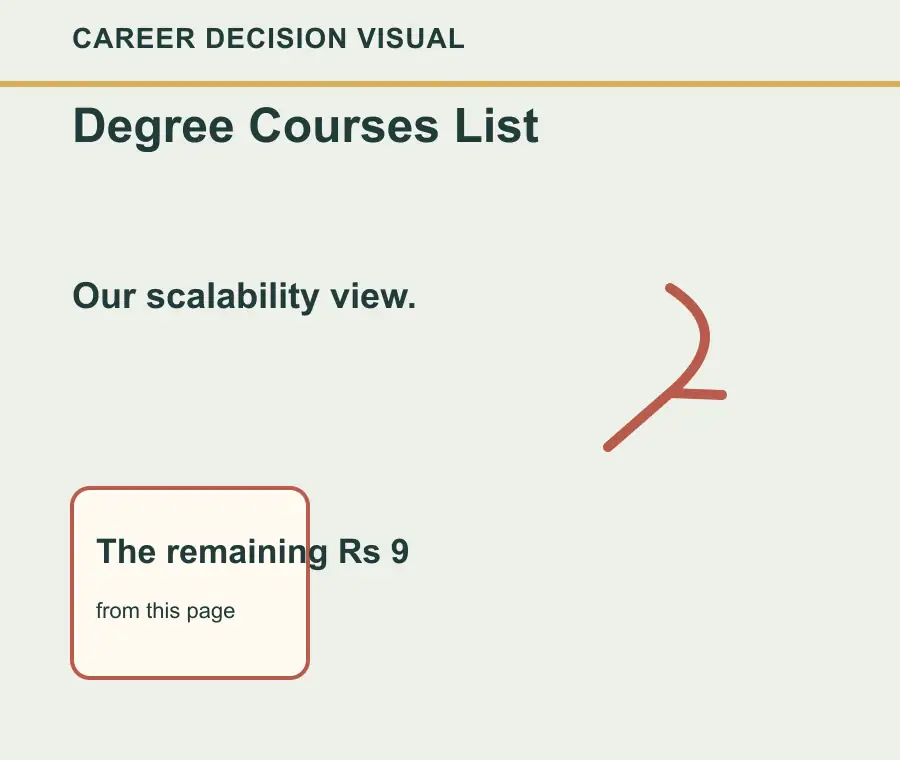 CAREER DECISION VISUAL
Degree Courses List
Our scalability view.
The remaining Rs 9
from this page